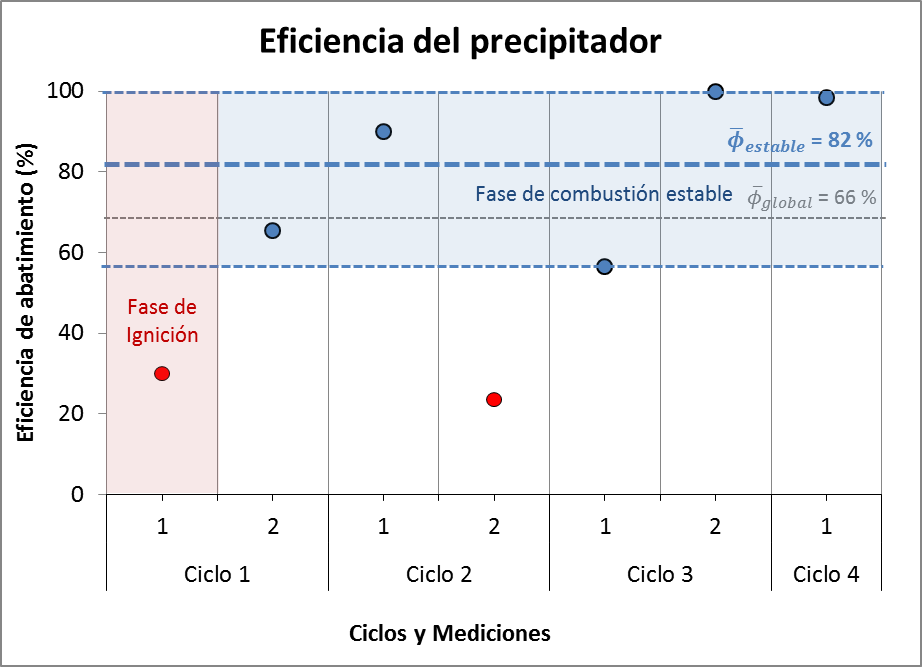 Eficiencia del precipitador
Eficiencia de abatimiento (%)
100
80
60
40
20
0
ϕ̅estable = 82 %
Fase de combustión estable
ϕ̅global = 66 %
Fase de
Ignición
1 2 1 2 1 2 1
Ciclo 1 Ciclo 2 Ciclo 3 Ciclo 4
Ciclos y Mediciones